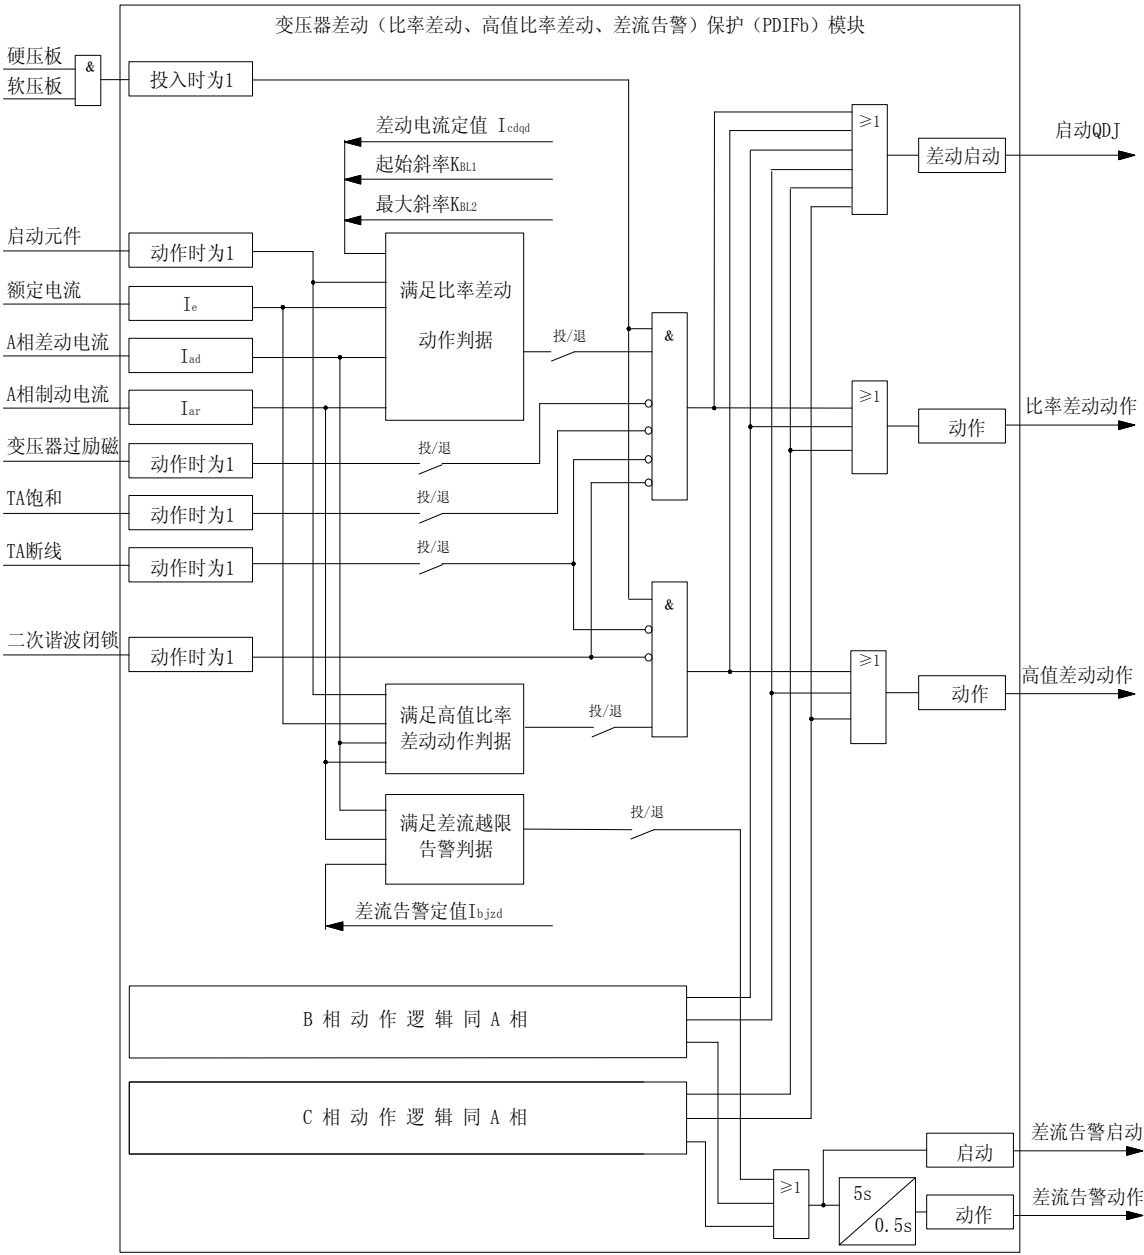 变压器差动（比率差动、高值比率差动、差流告警）保护（PDIFb）模块
硬压板
软压板
&
投入时为1
差动电流定值 Icdqd
起始斜率KBL1
最大斜率KBL2
≥1
差动启动
启动QDJ
启动元件
动作时为1
额定电流
Ie
A相差动电流
Iad
A相制动电流
Iar
满足比率差动
动作判据
投/退
&
≥1
动作
比率差动动作
变压器过励磁
动作时为1
投/退
TA饱和
动作时为1
投/退
TA断线
动作时为1
投/退
二次谐波闭锁
动作时为1
&
≥1
动作
高值差动动作
满足高值比率
差动动作判据
投/退
满足差流越限
告警判据
投/退
差流告警定值Ibjzd
B 相 动 作 逻 辑 同 A 相
C 相 动 作 逻 辑 同 A 相
≥1
5s
0.5s
启动
差流告警启动
动作
差流告警动作